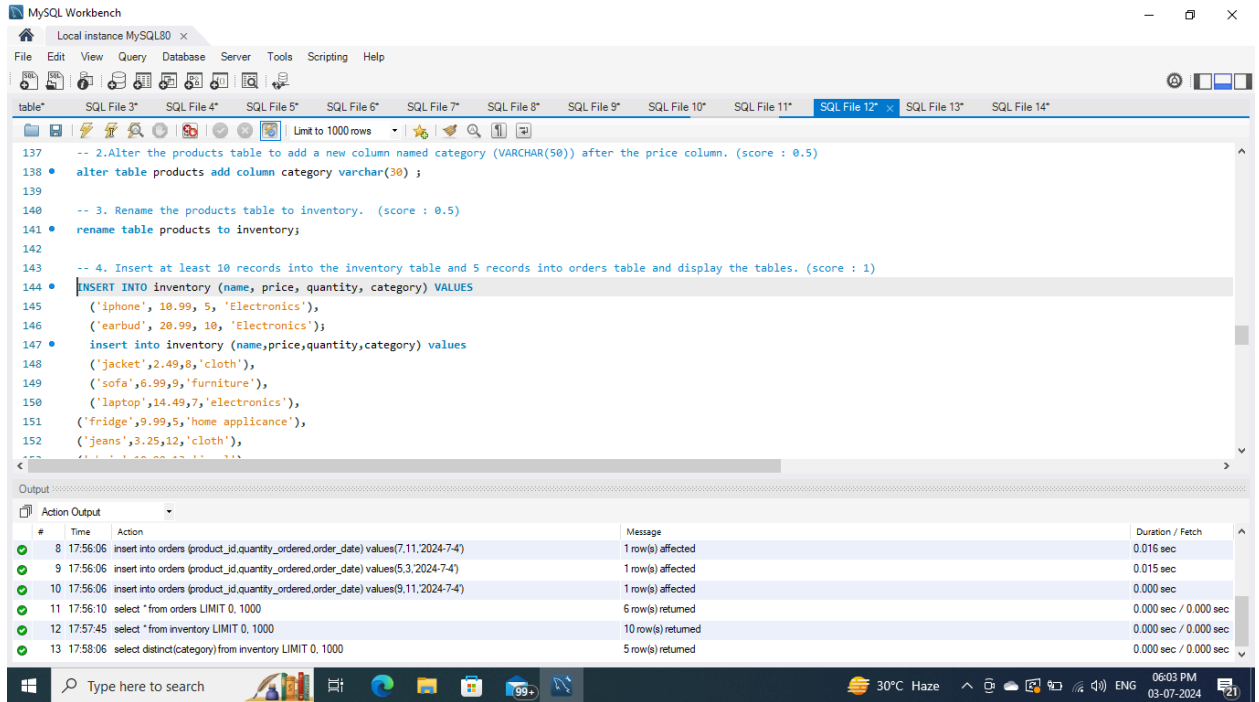 MySQL Workbench
Local instance MySQL80 ×
File Edit View Query Database Server Tools Scripting Help
table* SQL File 3* SQL File 4* SQL File 5* SQL File 6* SQL File 7* SQL File 8* SQL File 9* SQL File 10* SQL File 11* SQL File 12* × SQL File 13* SQL File 14*
Limit to 1000 rows
137 -- 2.Alter the products table to add a new column named category (VARCHAR(50)) after the price column. (score : 0.5)
138 alter table products add column category varchar(30) ;
139
140 -- 3. Rename the products table to inventory. (score : 0.5)
141 rename table products to inventory;
142
143 -- 4. Insert at least 10 records into the inventory table and 5 records into orders table and display the tables. (score : 1)
144 INSERT INTO inventory (name, price, quantity, category) VALUES
145 ('iphone', 10.99, 5, 'Electronics'),
146 ('earbud', 20.99, 10, 'Electronics');
147 insert into inventory (name,price,quantity,category) values
148 ('jacket',2.49,8,'cloth'),
149 ('sofa',6.99,9,'furniture'),
150 ('laptop',14.49,7,'electronics'),
151 ('fridge',9.99,5,'home applicance'),
152 ('jeans',3.25,12,'cloth'),
Output
Action Output
# Time Action Message Duration / Fetch
8 17:56:06 insert into orders (product_id,quantity_ordered,order_date) values(7,11,'2024-7-4') 1 row(s) affected 0.016 sec
9 17:56:06 insert into orders (product_id,quantity_ordered,order_date) values(5,3,'2024-7-4') 1 row(s) affected 0.015 sec
10 17:56:06 insert into orders (product_id,quantity_ordered,order_date) values(9,11,'2024-7-4') 1 row(s) affected 0.000 sec
11 17:56:10 select * from orders LIMIT 0, 1000 6 row(s) returned 0.000 sec / 0.000 sec
12 17:57:45 select * from inventory LIMIT 0, 1000 10 row(s) returned 0.000 sec / 0.000 sec
13 17:58:06 select distinct(category) from inventory LIMIT 0, 1000 5 row(s) returned 0.000 sec / 0.000 sec
Type here to search 99+ 30°C Haze ENG 06:03 PM
03-07-2024 21